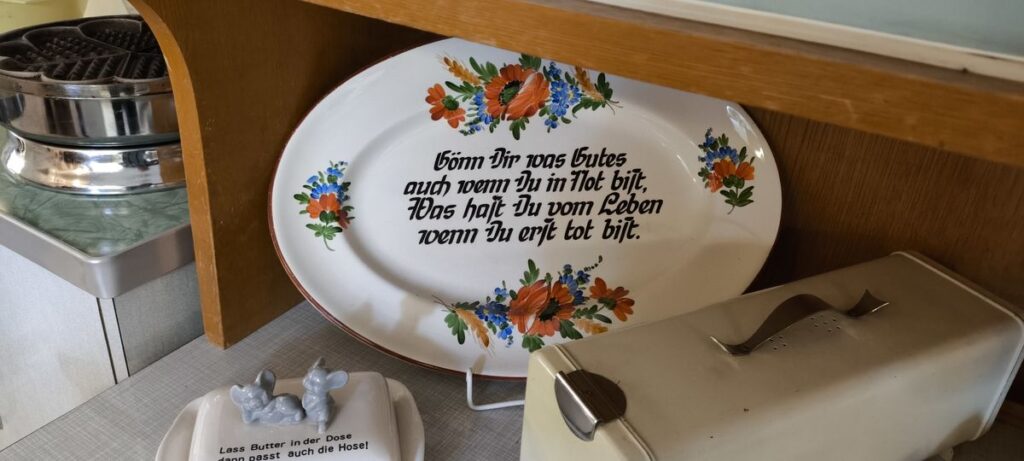 Gönn Dir was Gutes
auch wenn Du in Not bist,
Was hast Du vom Leben
wenn Du erst tot bist.
Lass Butter in der Dose
dann passt auch die Hose!